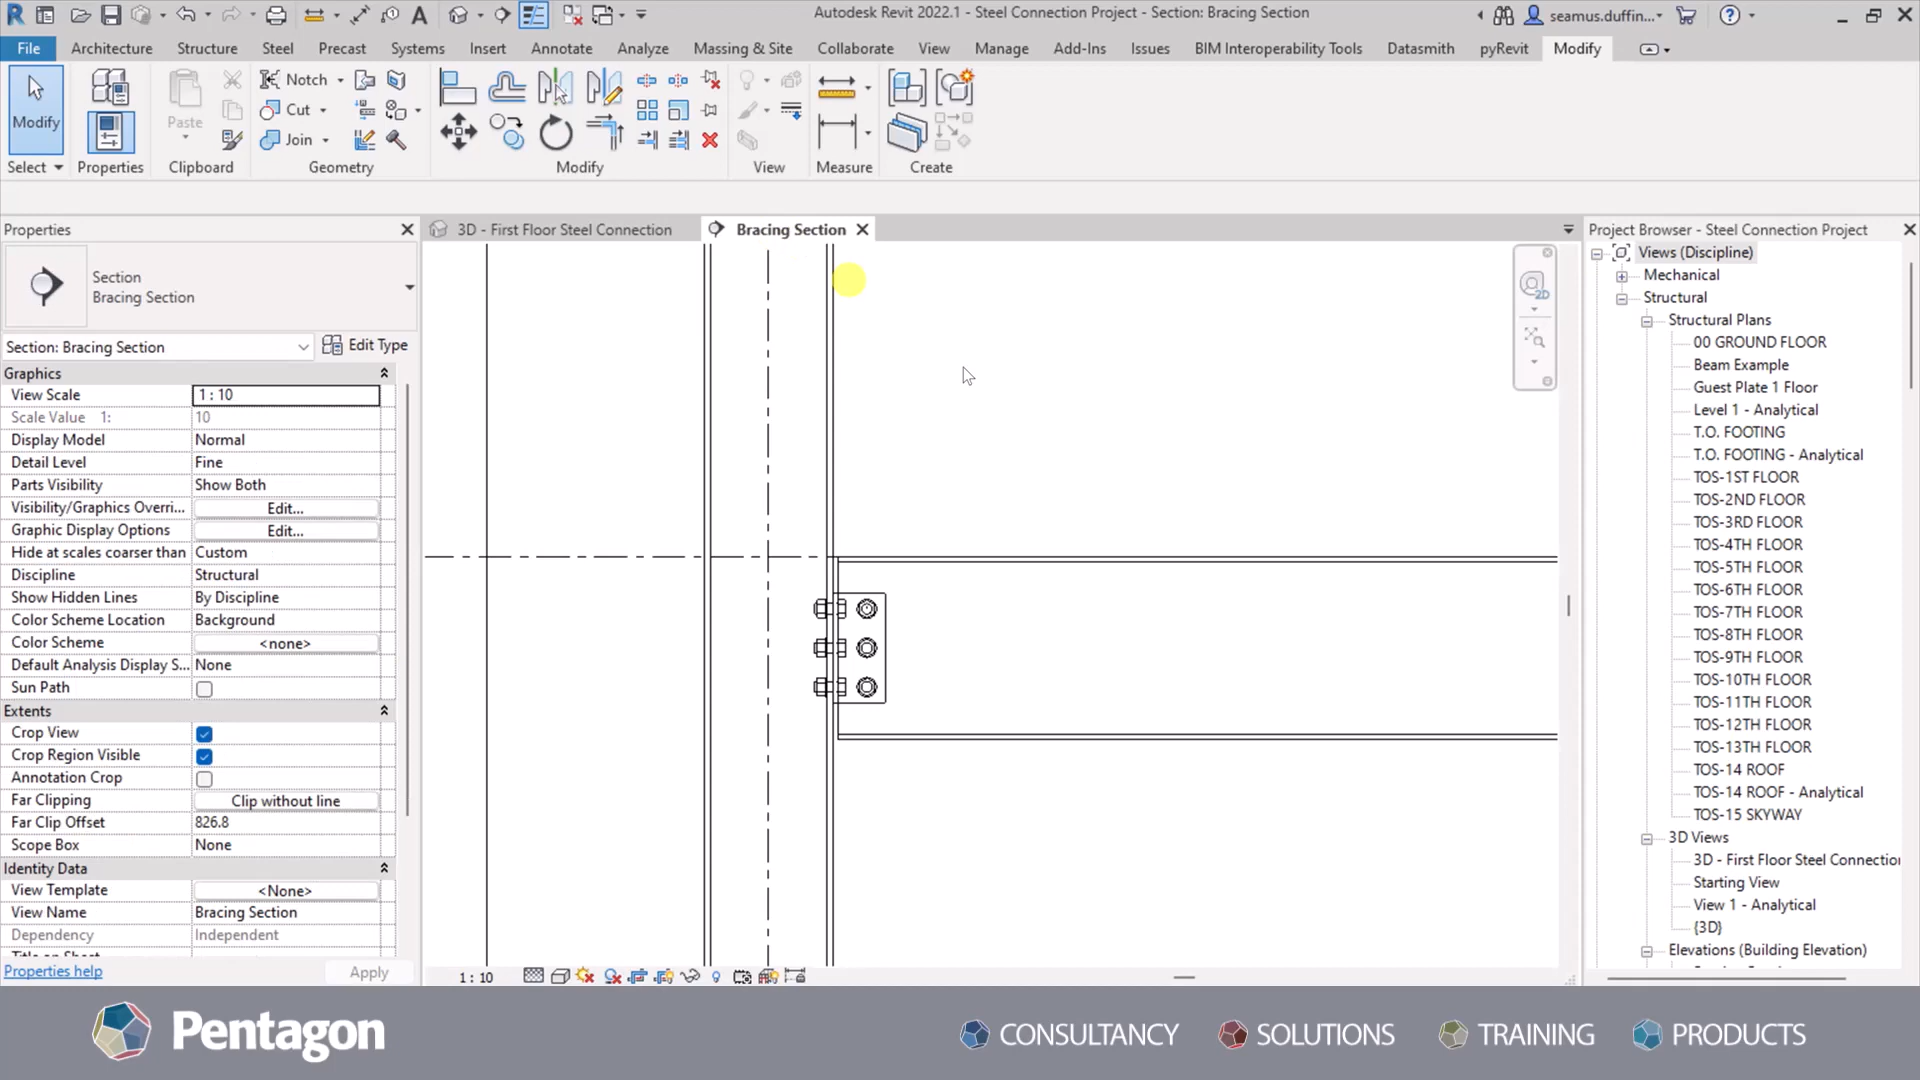 Autodesk Revit 2022.1 - Steel Connection Project - Section: Bracing Section
seamus.duffin...
File Architecture Structure Steel Precast Systems Insert Annotate Analyze Massing & Site Collaborate View Manage Add-Ins Issues BIM Interoperability Tools Datasmith pyRevit Modify
Modify
Paste
Notch
Cut
Join
Select Properties Clipboard Geometry Modify View Measure Create
Properties
Section
Bracing Section
Section: Bracing Section
Edit Type
Graphics
View Scale 1 : 10
Scale Value 1: 10
Display Model Normal
Detail Level Fine
Parts Visibility Show Both
Visibility/Graphics Overri... Edit...
Graphic Display Options Edit...
Hide at scales coarser than Custom
Discipline Structural
Show Hidden Lines By Discipline
Color Scheme Location Background
Color Scheme <none>
Default Analysis Display S... None
Sun Path
Extents
Crop View
Crop Region Visible
Annotation Crop
Far Clipping Clip without line
Far Clip Offset 826.8
Scope Box None
Identity Data
View Template <None>
View Name Bracing Section
Dependency Independent
Properties help
Apply
3D - First Floor Steel Connection
Bracing Section
2D
1 : 10
Project Browser - Steel Connection Project
Views (Discipline)
Mechanical
Structural
Structural Plans
00 GROUND FLOOR
Beam Example
Guest Plate 1 Floor
Level 1 - Analytical
T.O. FOOTING
T.O. FOOTING - Analytical
TOS-1ST FLOOR
TOS-2ND FLOOR
TOS-3RD FLOOR
TOS-4TH FLOOR
TOS-5TH FLOOR
TOS-6TH FLOOR
TOS-7TH FLOOR
TOS-8TH FLOOR
TOS-9TH FLOOR
TOS-10TH FLOOR
TOS-11TH FLOOR
TOS-12TH FLOOR
TOS-13TH FLOOR
TOS-14 ROOF
TOS-14 ROOF - Analytical
TOS-15 SKYWAY
3D Views
3D - First Floor Steel Connectio
Starting View
View 1 - Analytical
{3D}
Elevations (Building Elevation)
Pentagon
CONSULTANCY
SOLUTIONS
TRAINING
PRODUCTS